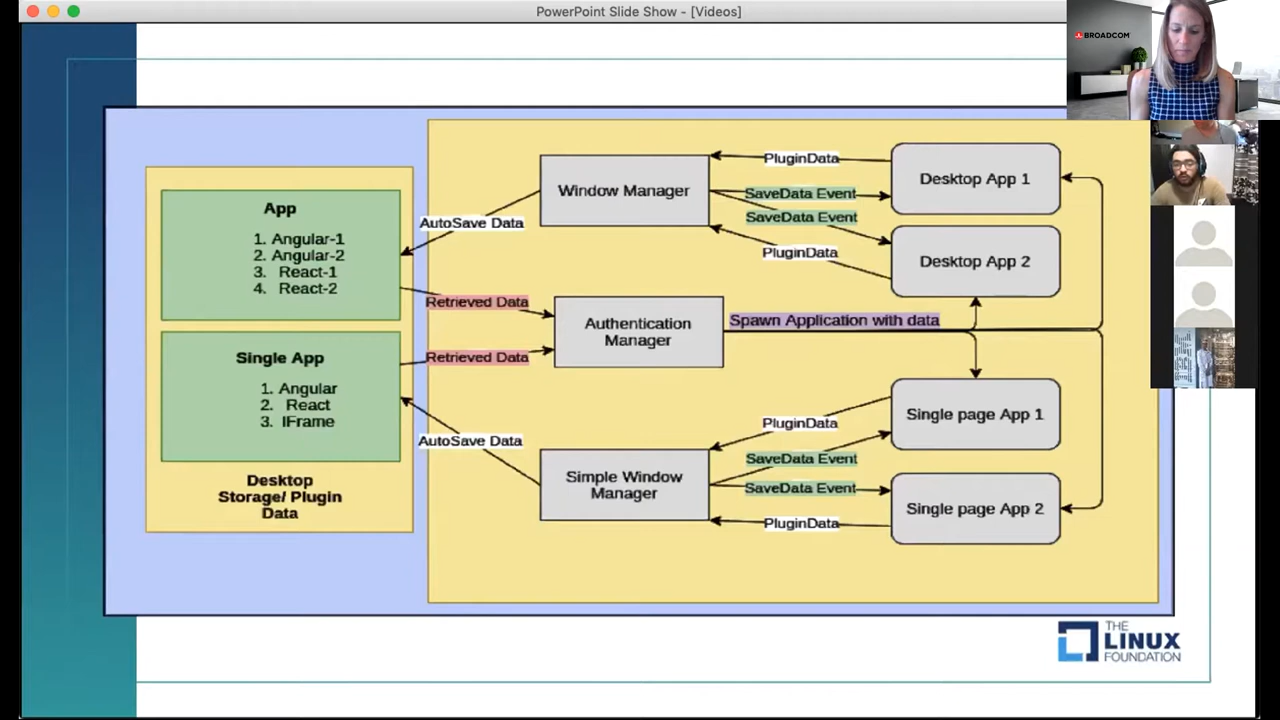 PowerPoint Slide Show - [Videos]
BROADCOM
App
1. Angular-1
2. Angular-2
3. React-1
4. React-2
Single App
1. Angular
2. React
3. IFrame
Desktop
Storage/ Plugin
Data
AutoSave Data
Retrieved Data
Retrieved Data
AutoSave Data
Window Manager
Authentication
Manager
Simple Window
Manager
PluginData
SaveData Event
SaveData Event
PluginData
Spawn Application with data
PluginData
SaveData Event
SaveData Event
PluginData
Desktop App 1
Desktop App 2
Single page App 1
Single page App 2
THE
LINUX
FOUNDATION